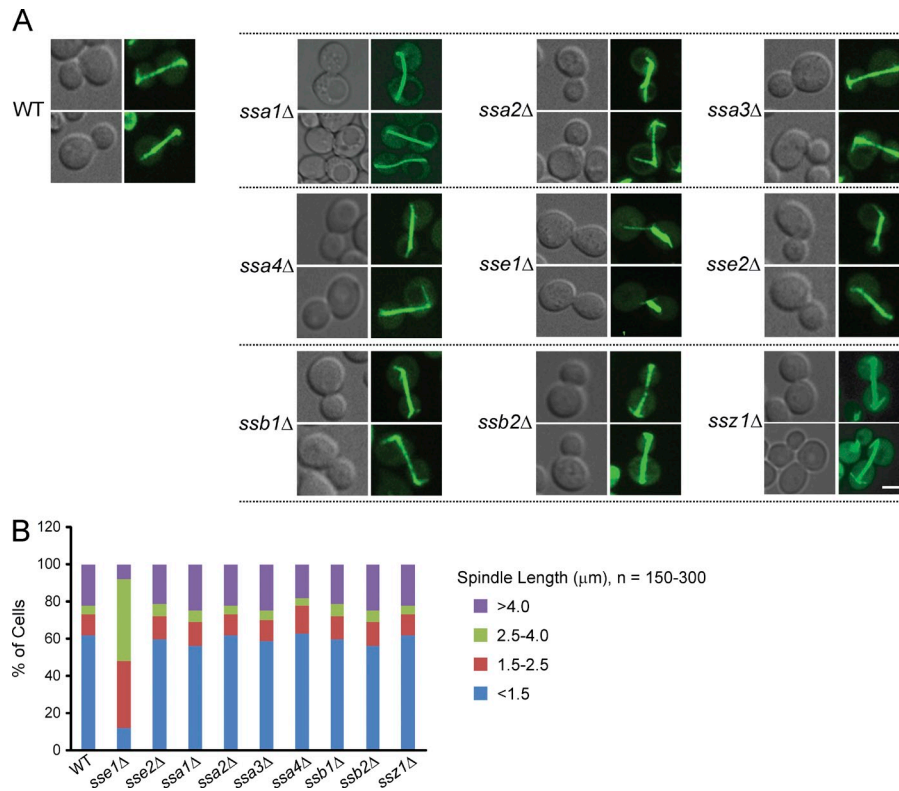 A
WT
ssa1Δ
ssa2Δ
ssa3Δ
ssa4Δ
sse1Δ
sse2Δ
ssb1Δ
ssb2Δ
ssz1Δ
B
% of Cells
120
100
80
60
40
20
0
WT
sse1Δ
sse2Δ
ssa1Δ
ssa2Δ
ssa3Δ
ssa4Δ
ssb1Δ
ssb2Δ
ssz1Δ
Spindle Length (μm), n = 150-300
>4.0
2.5-4.0
1.5-2.5
<1.5